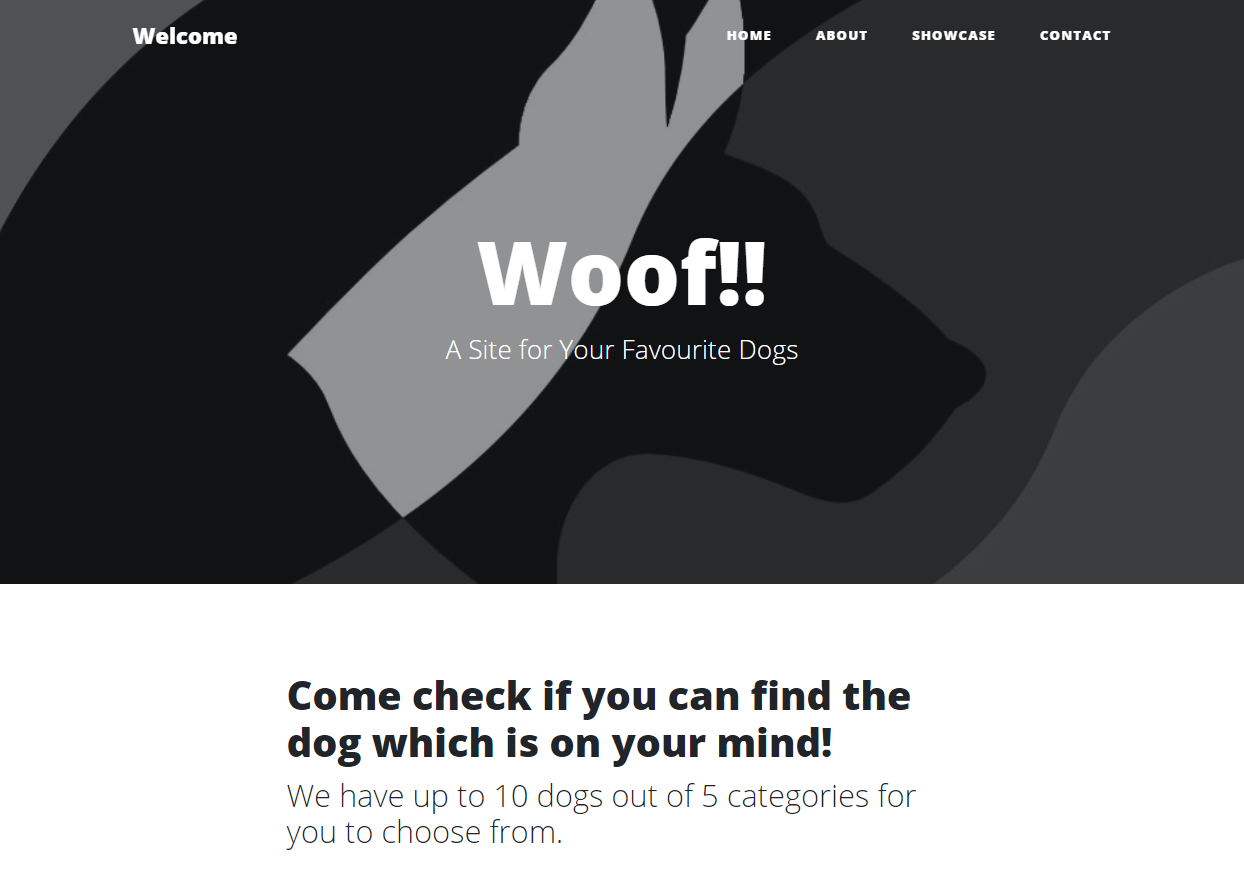 Welcome
HOME ABOUT SHOWCASE CONTACT
Woof!!
A Site for Your Favourite Dogs
Come check if you can find the
dog which is on your mind!
We have up to 10 dogs out of 5 categories for
you to choose from.